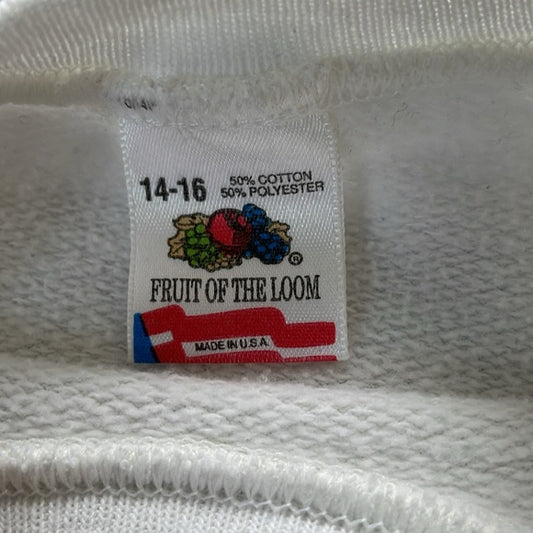 14-16
50% COTTON
50% POLYESTER
®
FRUIT OF THE LOOM
MADE IN U.S.A.